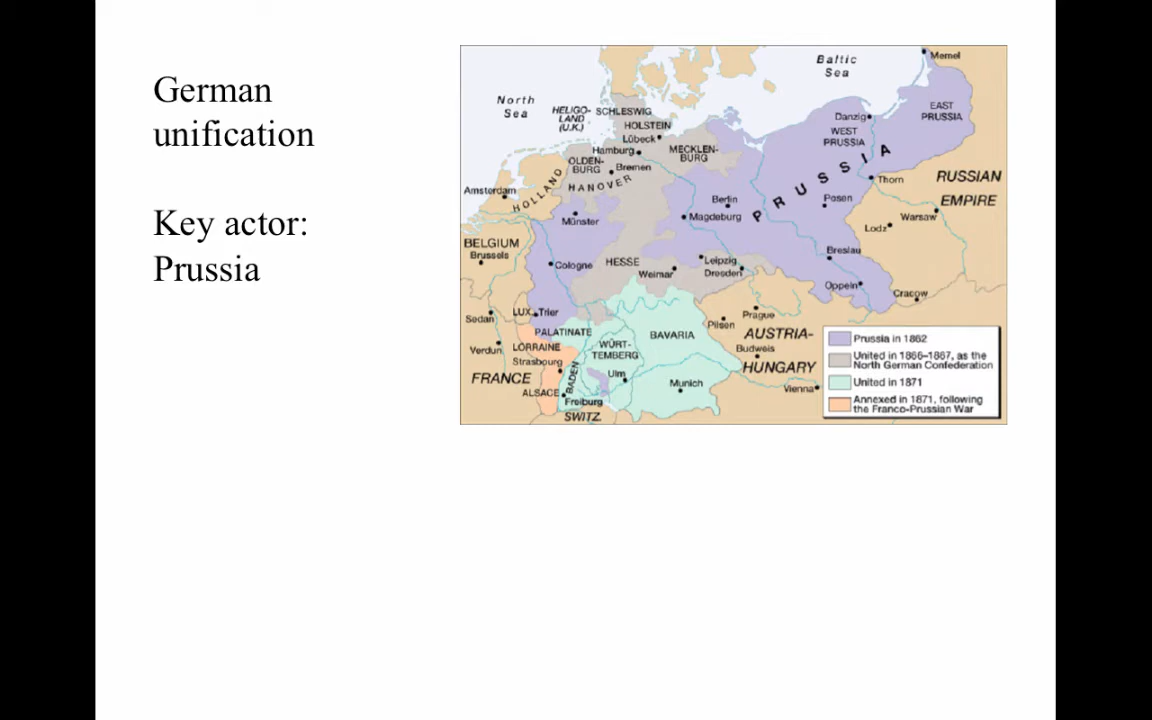 German
unification
Key actor:
Prussia
Baltic
Sea
Memel
North
Sea
HELIGO-
LAND
(U.K.)
SCHLESWIG
HOLSTEIN
Lübeck
Hamburg
MECKLEN-
BURG
Danzig
WEST
PRUSSIA
EAST
PRUSSIA
OLDEN-
BURG
Bremen
HANOVER
HOLLAND
Amsterdam
PRUSSIA
Thorn
RUSSIAN
EMPIRE
Berlin
Posen
Münster
Magdeburg
Warsaw
Lodz
BELGIUM
Brussels
Cologne
HESSE
Weimar
Leipzig
Dresden
Breslau
Oppeln
Cracow
LUX.
Trier
Sedan
PALATINATE
Prague
Pilsen
BAVARIA
AUSTRIA-
HUNGARY
Budweis
Verdun
LORRAINE
Strasbourg
WÜRT-
TEMBERG
FRANCE
ALSACE
BADEN
Ulm
Munich
Vienna
Freiburg
SWITZ.
Prussia in 1862
United in 1866–1867, as the
North German Confederation
United in 1871
Annexed in 1871, following
the Franco-Prussian War